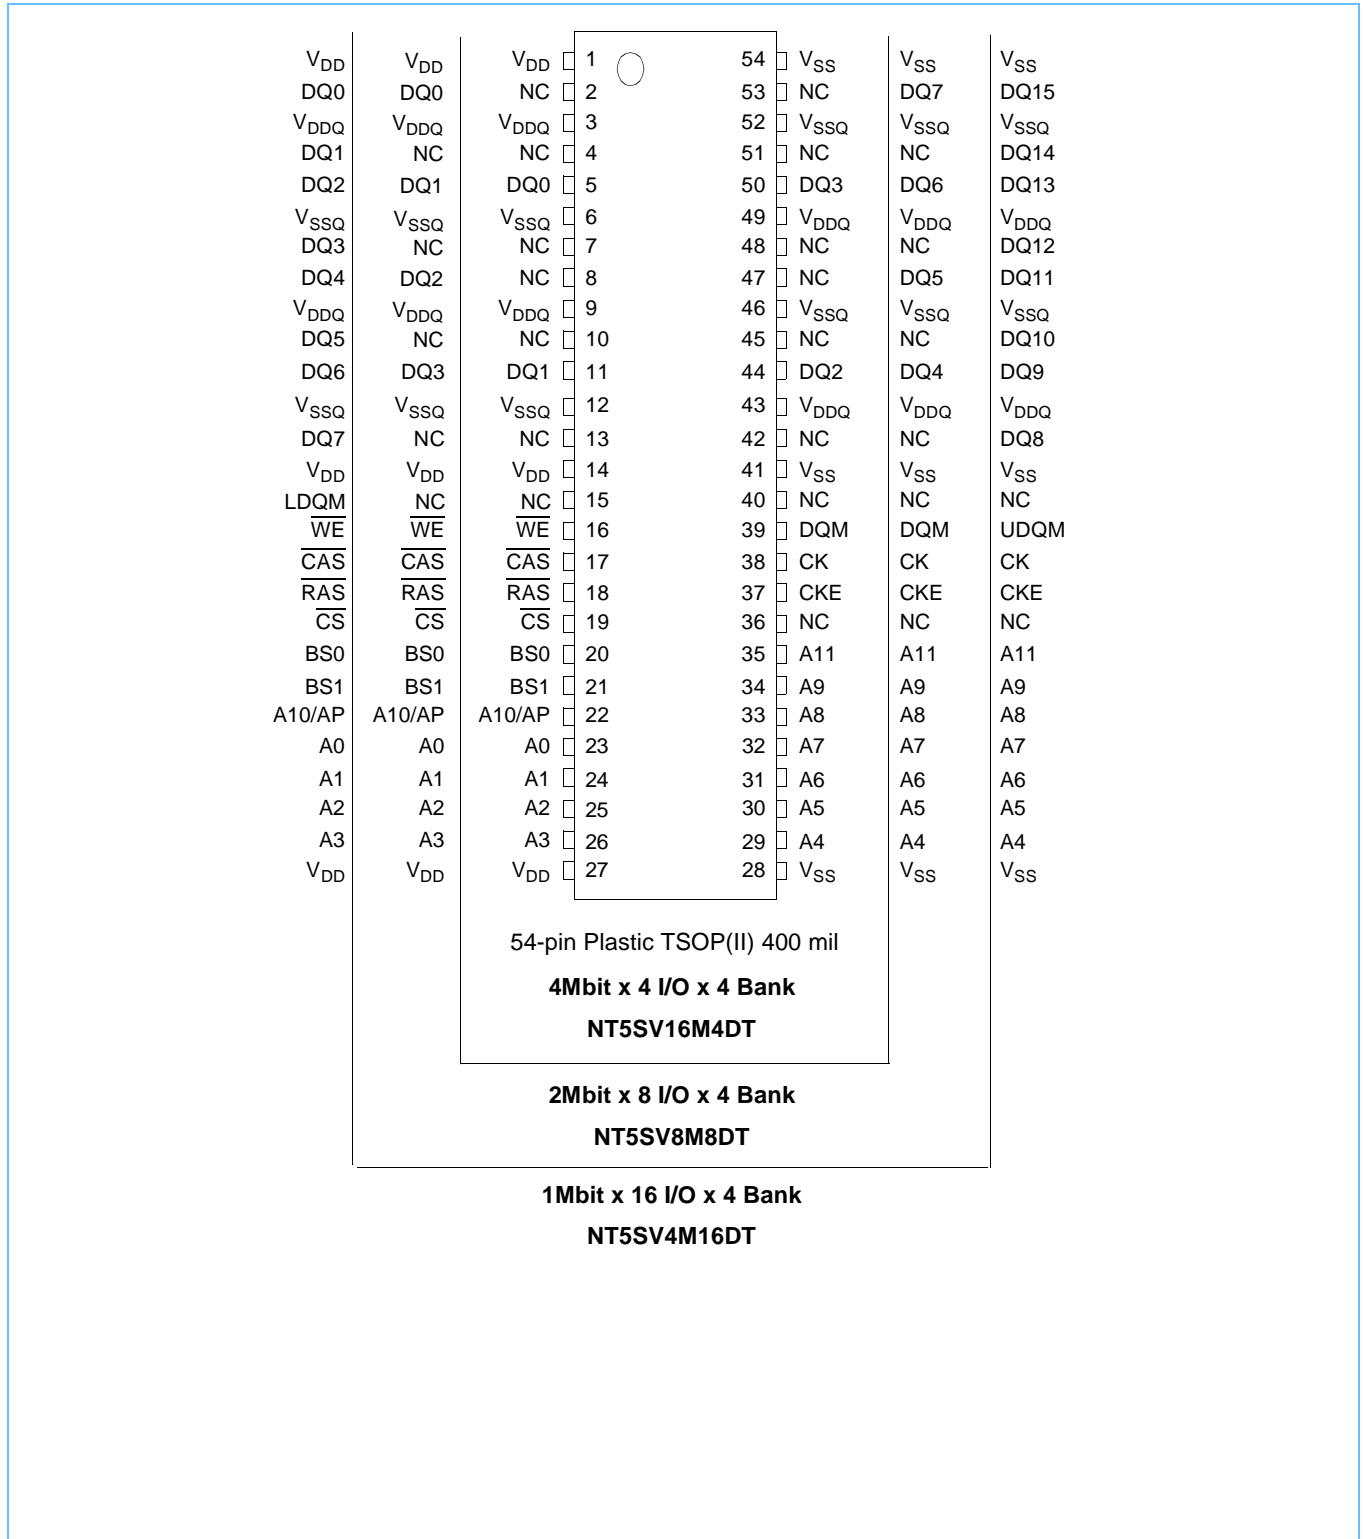 VDD VDD VDD 1 54 VSS VSS VSS
DQ0 DQ0 NC 2 53 NC DQ7 DQ15
VDDQ VDDQ VDDQ 3 52 VSSQ VSSQ VSSQ
DQ1 NC NC 4 51 NC NC DQ14
DQ2 DQ1 DQ0 5 50 DQ3 DQ6 DQ13
VSSQ VSSQ VSSQ 6 49 VDDQ VDDQ VDDQ
DQ3 NC NC 7 48 NC NC DQ12
DQ4 DQ2 NC 8 47 NC DQ5 DQ11
VDDQ VDDQ VDDQ 9 46 VSSQ VSSQ VSSQ
DQ5 NC NC 10 45 NC NC DQ10
DQ6 DQ3 DQ1 11 44 DQ2 DQ4 DQ9
VSSQ VSSQ VSSQ 12 43 VDDQ VDDQ VDDQ
DQ7 NC NC 13 42 NC NC DQ8
VDD VDD VDD 14 41 VSS VSS VSS
LDQM NC NC 15 40 NC NC NC
WE WE WE 16 39 DQM DQM UDQM
CAS CAS CAS 17 38 CK CK CK
RAS RAS RAS 18 37 CKE CKE CKE
CS CS CS 19 36 NC NC NC
BS0 BS0 BS0 20 35 A11 A11 A11
BS1 BS1 BS1 21 34 A9 A9 A9
A10/AP A10/AP A10/AP 22 33 A8 A8 A8
A0 A0 A0 23 32 A7 A7 A7
A1 A1 A1 24 31 A6 A6 A6
A2 A2 A2 25 30 A5 A5 A5
A3 A3 A3 26 29 A4 A4 A4
VDD VDD VDD 27 28 VSS VSS VSS
54-pin Plastic TSOP(II) 400 mil
4Mbit x 4 I/O x 4 Bank
NT5SV16M4DT
2Mbit x 8 I/O x 4 Bank
NT5SV8M8DT
1Mbit x 16 I/O x 4 Bank
NT5SV4M16DT